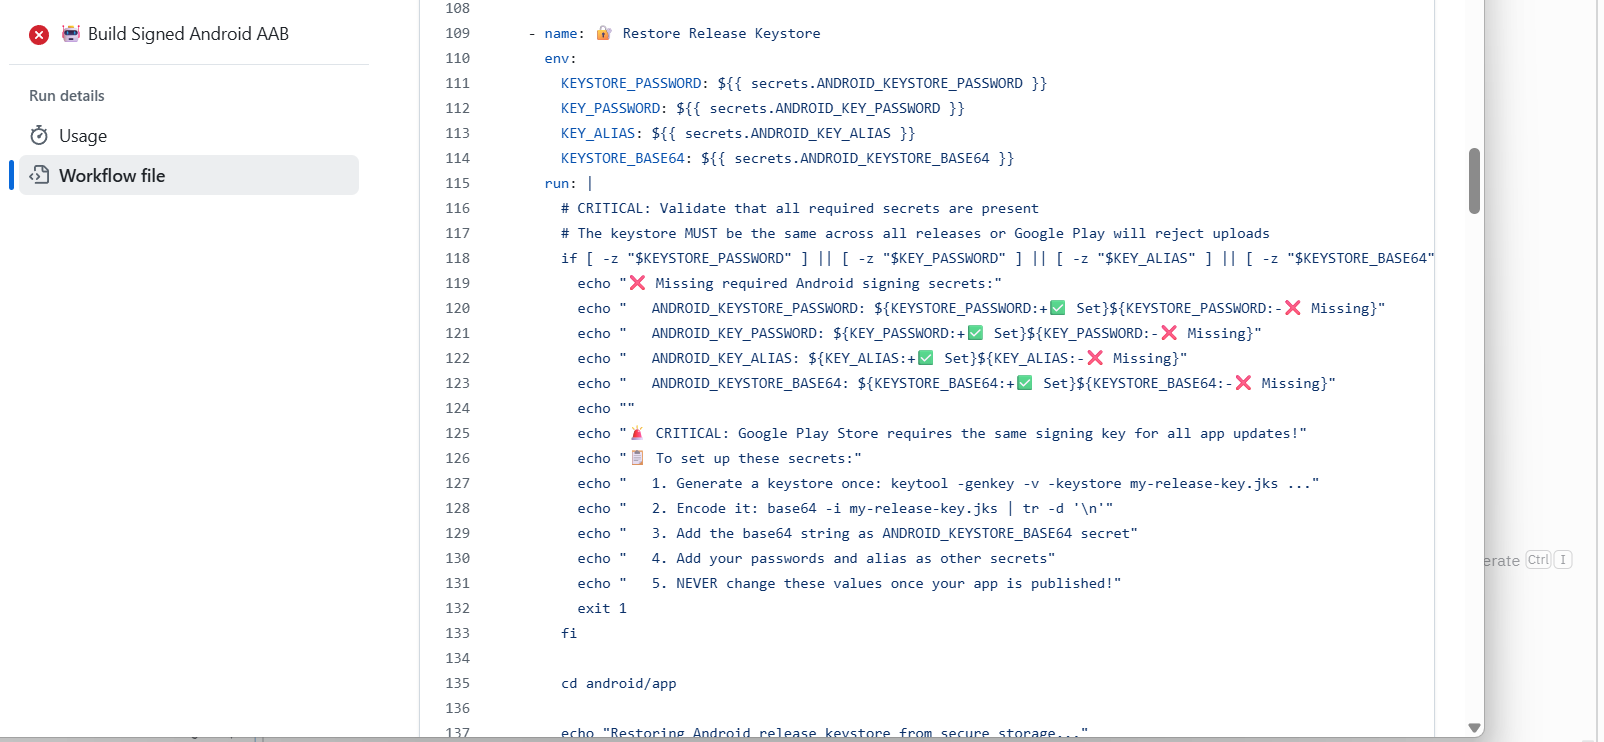 Build Signed Android AAB
Run details
Usage
Workflow file
108
109 - name: 🔐 Restore Release Keystore
110 env:
111 KEYSTORE_PASSWORD: ${{ secrets.ANDROID_KEYSTORE_PASSWORD }}
112 KEY_PASSWORD: ${{ secrets.ANDROID_KEY_PASSWORD }}
113 KEY_ALIAS: ${{ secrets.ANDROID_KEY_ALIAS }}
114 KEYSTORE_BASE64: ${{ secrets.ANDROID_KEYSTORE_BASE64 }}
115 run: |
116 # CRITICAL: Validate that all required secrets are present
117 # The keystore MUST be the same across all releases or Google Play will reject uploads
118 if [ -z "$KEYSTORE_PASSWORD" ] || [ -z "$KEY_PASSWORD" ] || [ -z "$KEY_ALIAS" ] || [ -z "$KEYSTORE_BASE64"
119 echo "❌ Missing required Android signing secrets:"
120 echo "   ANDROID_KEYSTORE_PASSWORD: ${KEYSTORE_PASSWORD:+✅ Set}${KEYSTORE_PASSWORD:-❌ Missing}"
121 echo "   ANDROID_KEY_PASSWORD: ${KEY_PASSWORD:+✅ Set}${KEY_PASSWORD:-❌ Missing}"
122 echo "   ANDROID_KEY_ALIAS: ${KEY_ALIAS:+✅ Set}${KEY_ALIAS:-❌ Missing}"
123 echo "   ANDROID_KEYSTORE_BASE64: ${KEYSTORE_BASE64:+✅ Set}${KEYSTORE_BASE64:-❌ Missing}"
124 echo ""
125 echo "🚨 CRITICAL: Google Play Store requires the same signing key for all app updates!"
126 echo "📋 To set up these secrets:"
127 echo "   1. Generate a keystore once: keytool -genkey -v -keystore my-release-key.jks ..."
128 echo "   2. Encode it: base64 -i my-release-key.jks | tr -d '\n'"
129 echo "   3. Add the base64 string as ANDROID_KEYSTORE_BASE64 secret"
130 echo "   4. Add your passwords and alias as other secrets"
131 echo "   5. NEVER change these values once your app is published!"
132 exit 1
133 fi
134
135 cd android/app
136
137 echo "Restoring Android release keystore from secure storage..."
erate Ctrl I